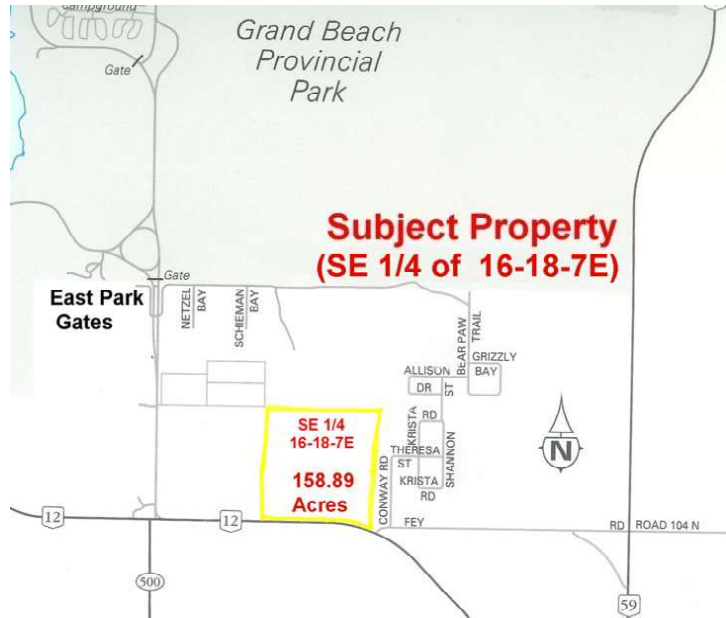 Campground
Grand Beach
Provincial
Park
Gate
Subject Property
(SE 1/4 of 16-18-7E)
Gate
East Park
Gates
NETZEL
BAY
SCHIEMAN
BAY
BEAR PAW
TRAIL
GRIZZLY
BAY
ALLISON
DR
ST
SE 1/4
16-18-7E
158.89
Acres
KRISTA
RD
THERESA
ST
SHANNON
KRISTA
RD
CONWAY RD
N
12
12
FEY
RD
ROAD 104 N
500
59